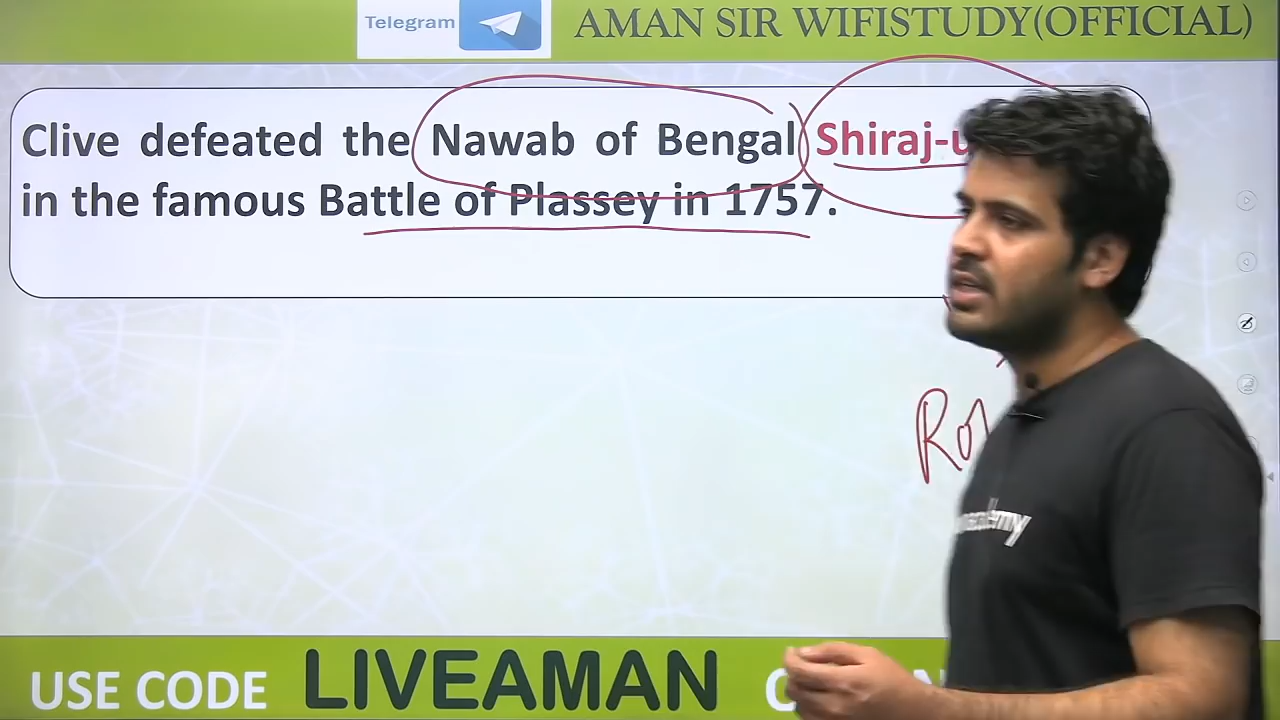 Telegram
AMAN SIR WIFISTUDY(OFFICIAL)
Clive defeated the Nawab of Bengal
in the famous Battle of Plassey in 1757.
USE CODE LIVEAMAN